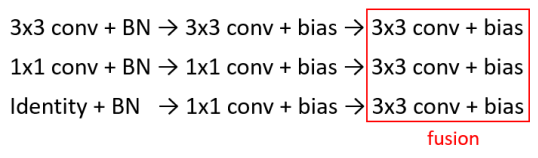 3x3 conv + BN → 3x3 conv + bias → 3x3 conv + bias
1x1 conv + BN → 1x1 conv + bias → 3x3 conv + bias
Identity + BN → 1x1 conv + bias → 3x3 conv + bias
fusion